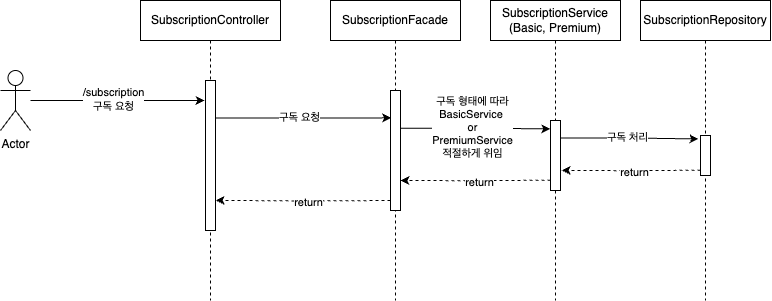 SubscriptionController
SubscriptionFacade
SubscriptionService
(Basic, Premium)
SubscriptionRepository
/subscription
구독 요청
Actor
구독 요청
구독 형태에 따라
BasicService
or
PremiumService
적절하게 위임
구독 처리
return
return
return